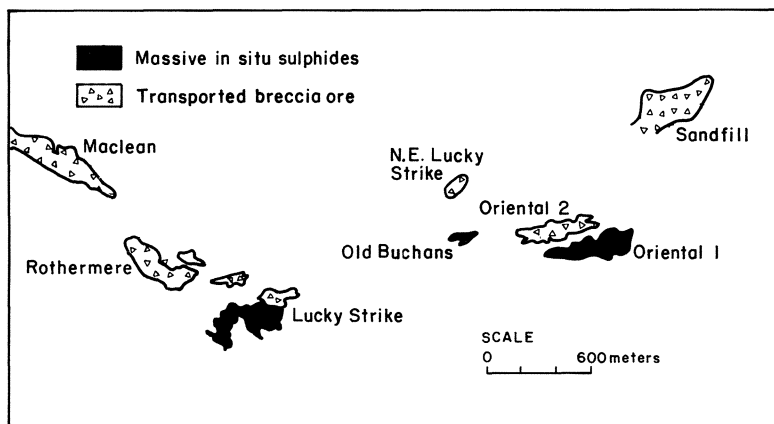 Massive in situ sulphides
Transported breccia ore
Maclean
Sandfill
N.E. Lucky
Strike
Oriental 2
Old Buchans
Oriental 1
Rothermere
Lucky Strike
SCALE
0 600 meters